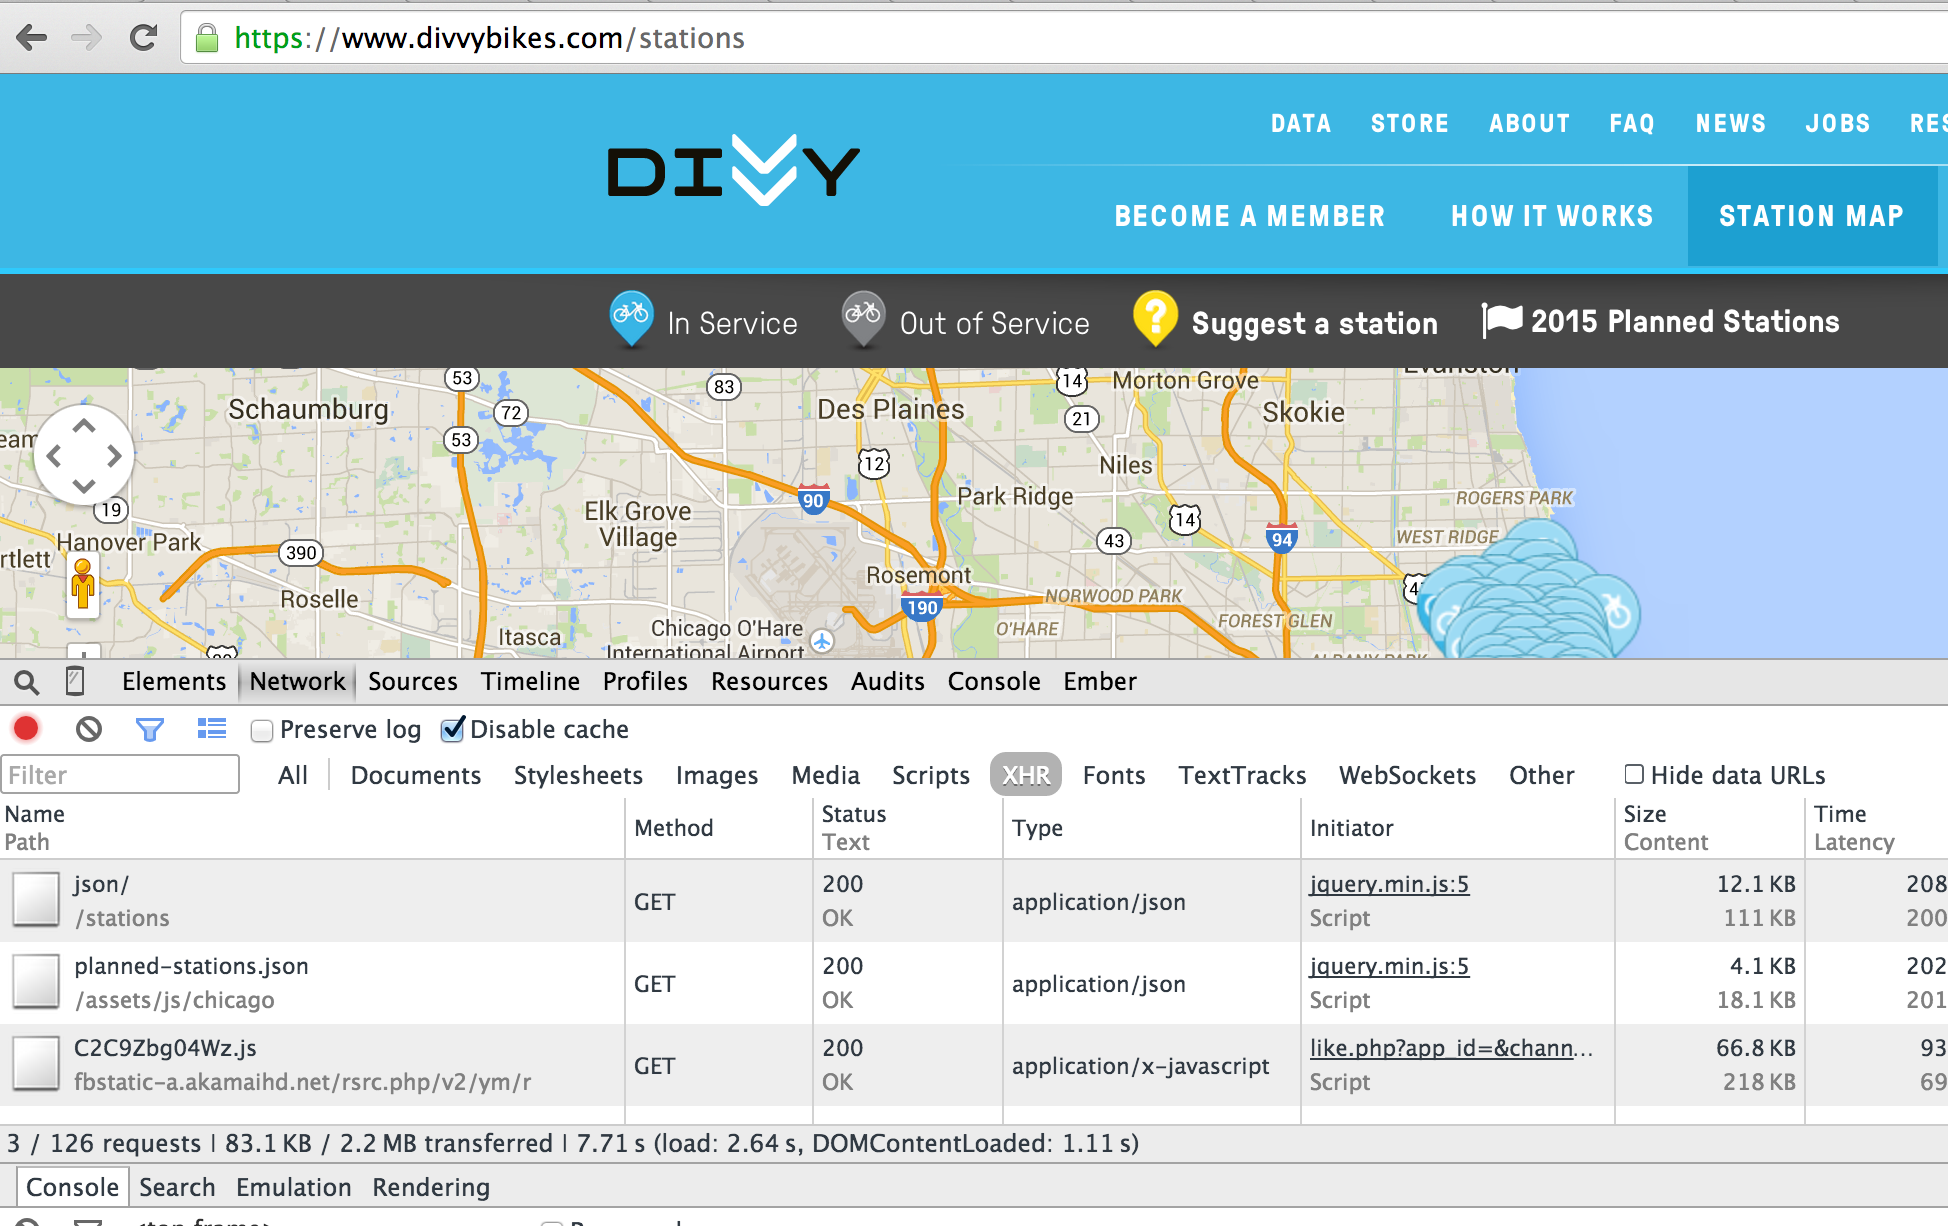 https://www.divvybikes.com/stations
DATA STORE ABOUT FAQ NEWS JOBS RES
DIVVY
BECOME A MEMBER HOW IT WORKS STATION MAP
In Service Out of Service ? Suggest a station 2015 Planned Stations
Evanston
53 83 14 Morton Grove
Schaumburg 72 Des Plaines 21 Skokie
53
12 Niles
90 Park Ridge ROGERS PARK
19 Elk Grove
Village 14
Hanover Park 390 43 94 WEST RIDGE
rtlett
Rosemont
Roselle 190 NORWOOD PARK
Itasca Chicago O'Hare
International Airport O'HARE FOREST GLEN
ALBANY PARK
Elements Network Sources Timeline Profiles Resources Audits Console Ember
Preserve log Disable cache
Filter All Documents Stylesheets Images Media Scripts XHR Fonts TextTracks WebSockets Other Hide data URLs
Name Method Status Type Initiator Size Time
Path Text Content Latency
json/ GET 200 application/json jquery.min.js:5 12.1 KB 208
/stations OK Script 111 KB 200
planned-stations.json GET 200 application/json jquery.min.js:5 4.1 KB 202
/assets/js/chicago OK Script 18.1 KB 201
C2C9Zbg04Wz.js GET 200 application/x-javascript like.php?app_id=&chann... 66.8 KB 93
fbstatic-a.akamaihd.net/rsrc.php/v2/ym/r OK Script 218 KB 69
3 / 126 requests | 83.1 KB / 2.2 MB transferred | 7.71 s (load: 2.64 s, DOMContentLoaded: 1.11 s)
Console Search Emulation Rendering
<top frame>